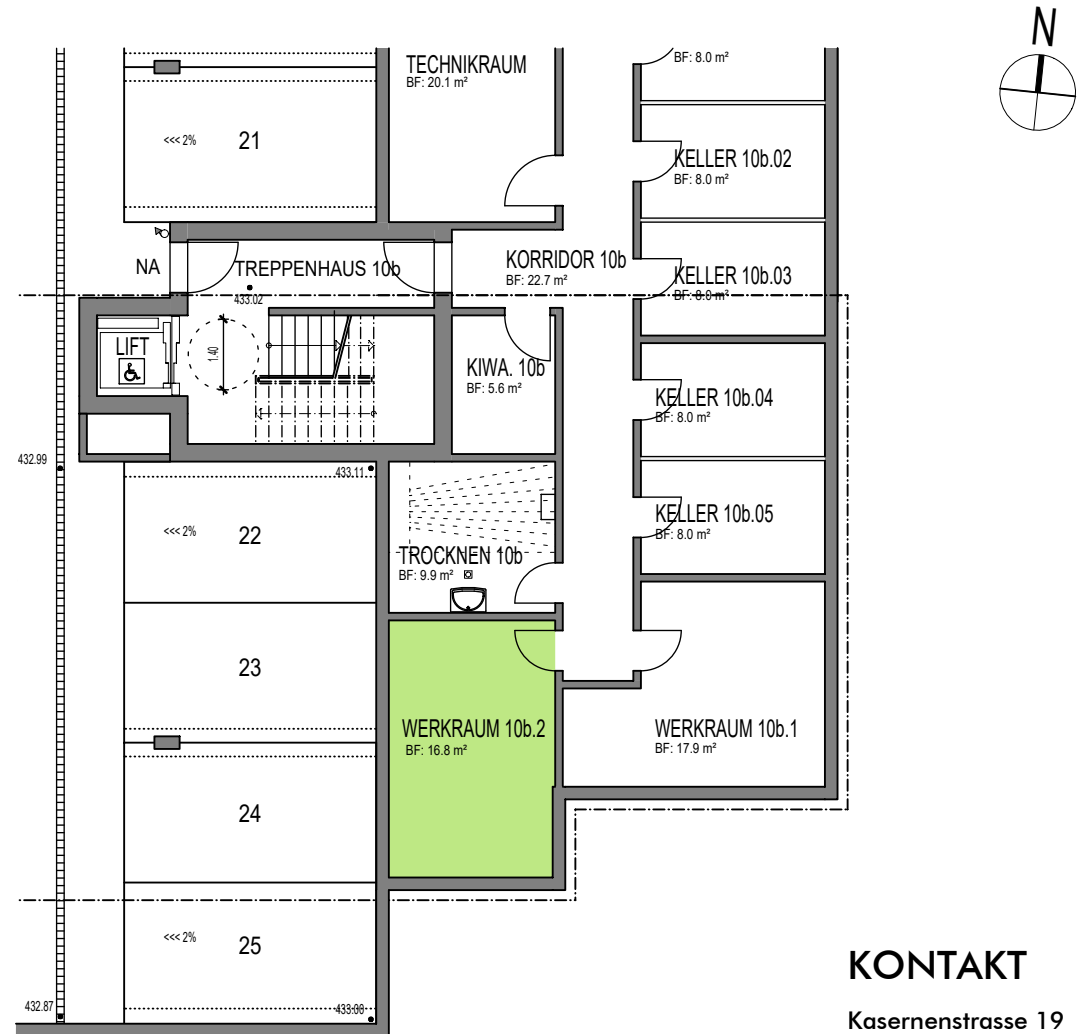 N
TECHNIKRAUM
BF: 20.1 m²
BF: 8.0 m²
<<< 2%
21
KELLER 10b.02
BF: 8.0 m²
NA
TREPPENHAUS 10b
433.02
KORRIDOR 10b
BF: 22.7 m²
KELLER 10b.03
BF: 8.0 m²
LIFT
1.40
KIWA. 10b
BF: 5.6 m²
KELLER 10b.04
BF: 8.0 m²
432.99
433.11
<<< 2%
22
KELLER 10b.05
BF: 8.0 m²
TROCKNEN 10b
BF: 9.9 m²
23
WERKRAUM 10b.2
BF: 16.8 m²
WERKRAUM 10b.1
BF: 17.9 m²
24
<<< 2%
25
432.87
433.00
KONTAKT
Kasernenstrasse 19